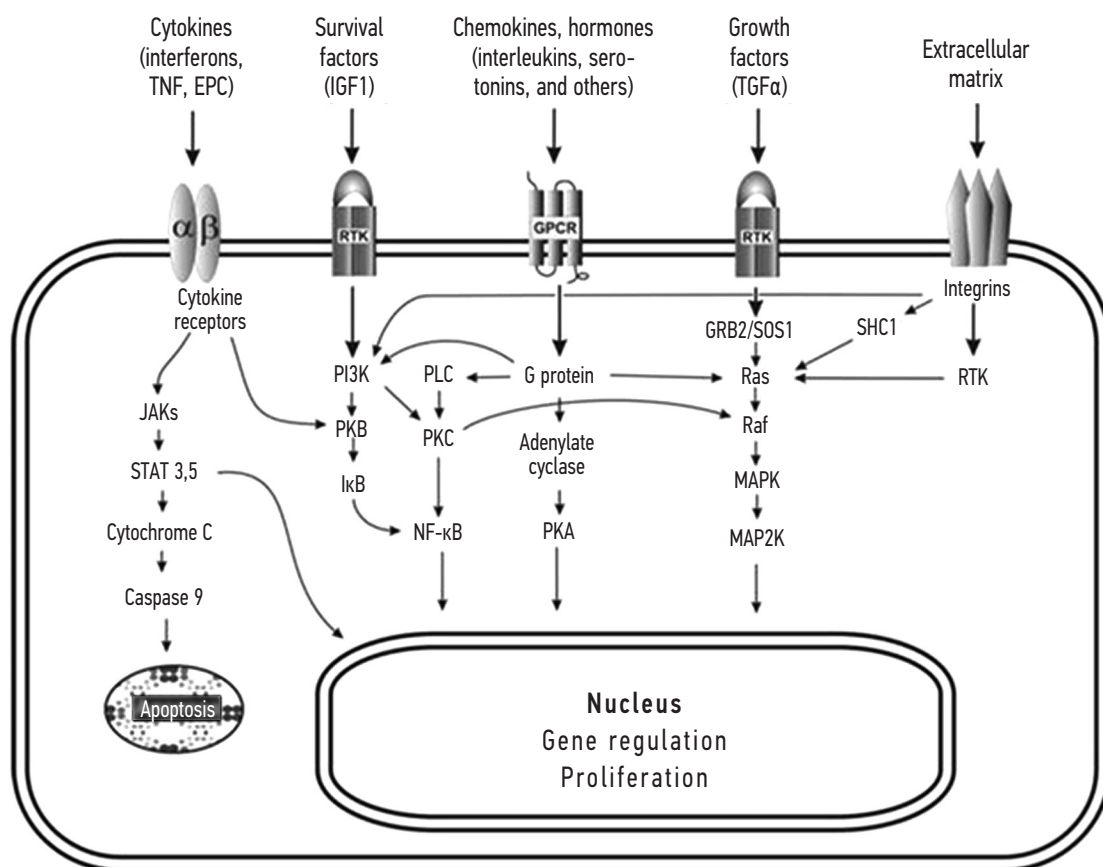 Cytokines
(interferons,
TNF, EPC)
Survival
factors
(IGF1)
Chemokines, hormones
(interleukins, sero-
tonins, and others)
Growth
factors
(TGFα)
Extracellular
matrix
α β
RTK
GPCR
RTK
Cytokine
receptors
Integrins
GRB2/SOS1
SHC1
PI3K
PLC
G protein
Ras
RTK
JAKs
PKB
PKC
Adenylate
cyclase
Raf
STAT 3,5
IκB
MAPK
Cytochrome C
NF-κB
PKA
MAP2K
Caspase 9
Apoptosis
Nucleus
Gene regulation
Proliferation